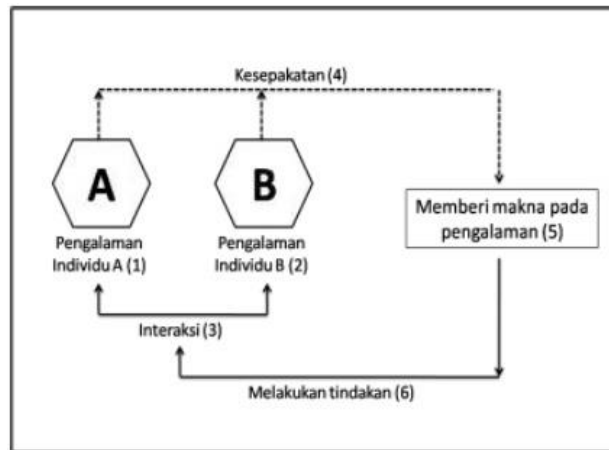 Kesepakatan (4)
A
B
Pengalaman
Individu A (1)
Pengalaman
Individu B (2)
Memberi makna pada
pengalaman (5)
Interaksi (3)
Melakukan tindakan (6)